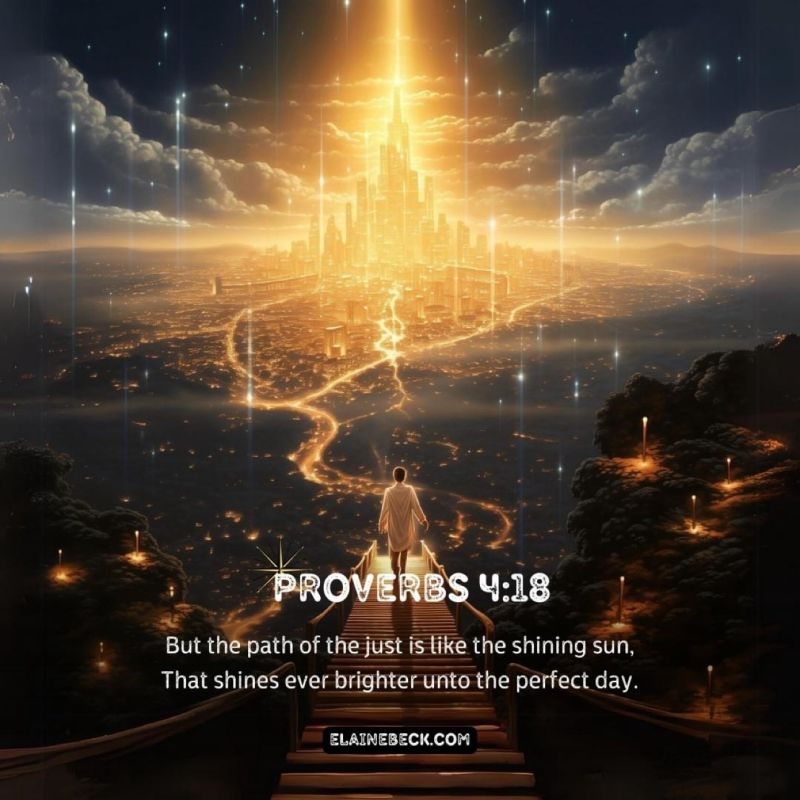 PROVERBS 4:18
But the path of the just is like the shining sun,
That shines ever brighter unto the perfect day.
ELAINEBECK.COM